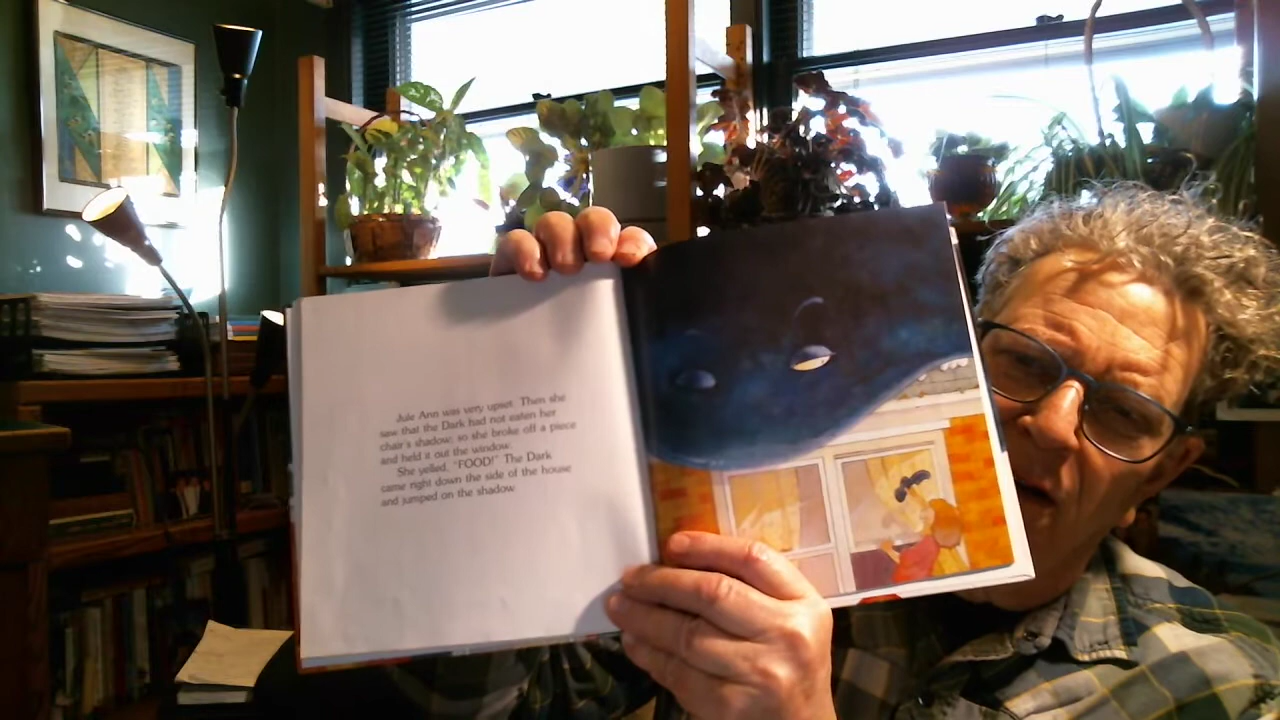 Jule Ann was very upset. Then she
saw that the Dark had not eaten her
chair's shadow; so she broke off a piece
and held it out the window.
She yelled, "FOOD!" The Dark
came right down the side of the house
and jumped on the shadow.